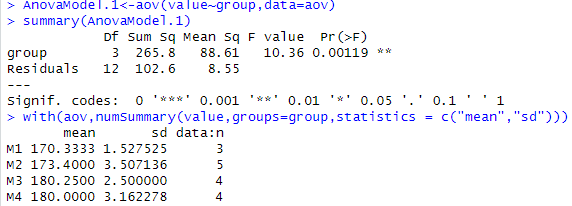 > AnovaModel.1<-aov(value~group,data=aov)
> summary(AnovaModel.1)
            Df Sum Sq Mean Sq F value  Pr(>F)
group        3  265.8   88.61   10.36 0.00119 **
Residuals   12  102.6    8.55
---
Signif. codes:  0 '***' 0.001 '**' 0.01 '*' 0.05 '.' 0.1 ' ' 1
> with(aov,numSummary(value,groups=group,statistics = c("mean","sd")))
       mean       sd data:n
M1 170.3333 1.527525      3
M2 173.4000 3.507136      5
M3 180.2500 2.500000      4
M4 180.0000 3.162278      4